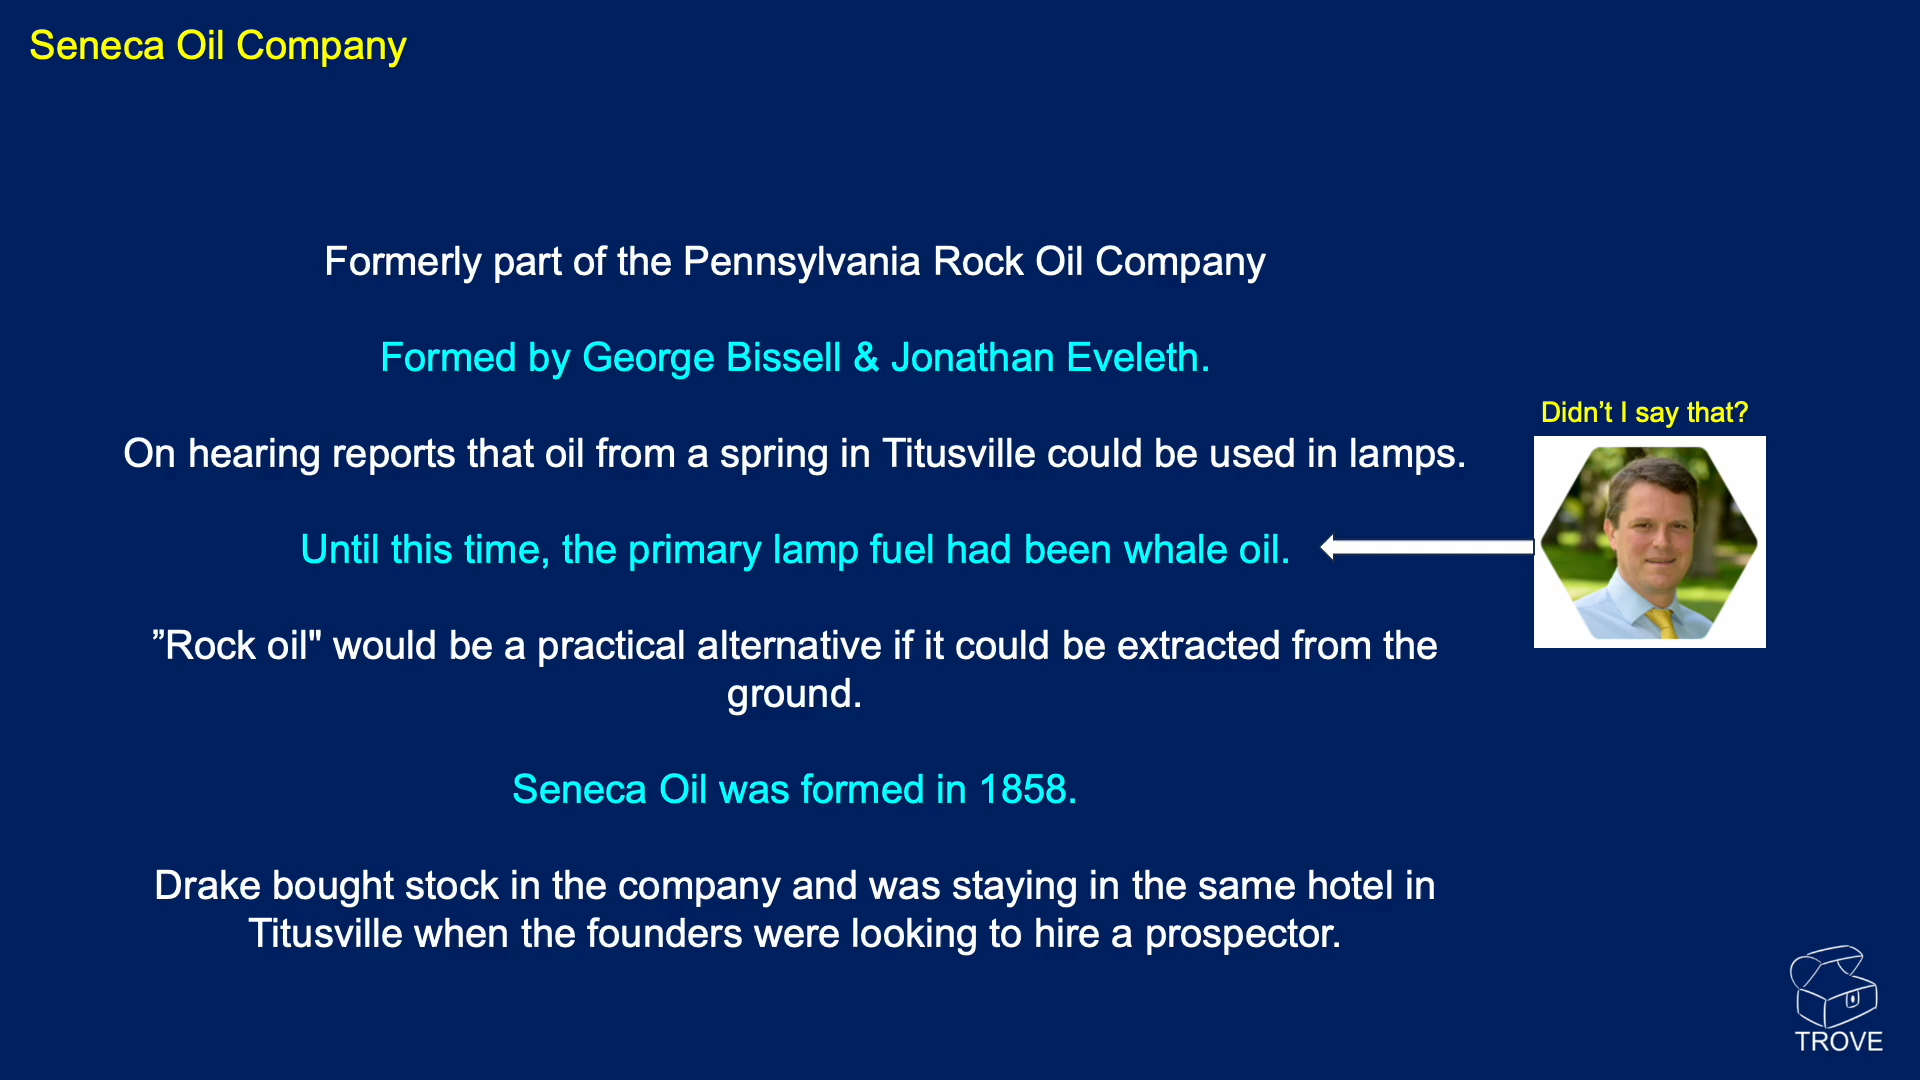 Seneca Oil Company
Formerly part of the Pennsylvania Rock Oil Company
Formed by George Bissell & Jonathan Eveleth.
On hearing reports that oil from a spring in Titusville could be used in lamps.
Didn’t I say that?
Until this time, the primary lamp fuel had been whale oil.
”Rock oil" would be a practical alternative if it could be extracted from the
ground.
Seneca Oil was formed in 1858.
Drake bought stock in the company and was staying in the same hotel in
Titusville when the founders were looking to hire a prospector.
TROVE